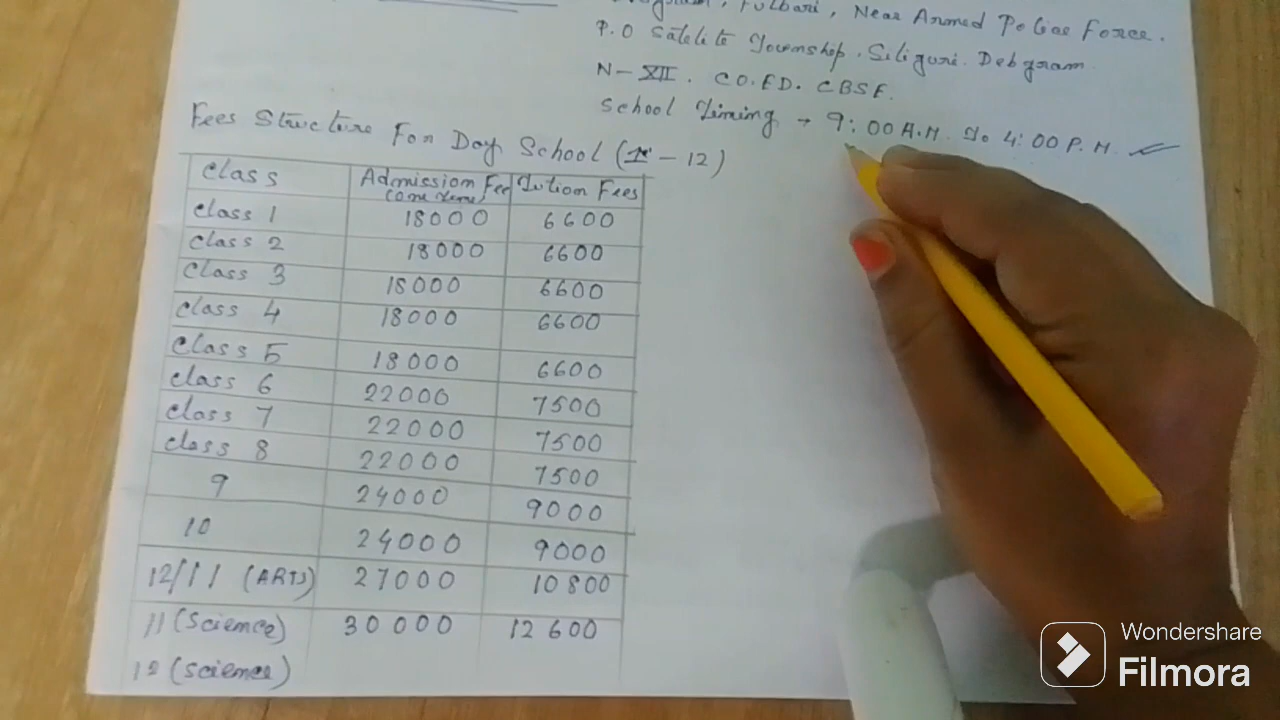 Fulbari, Near Armed Police Force.
P.O Satelite Township. Siliguri. Debgram.
N-XII. CO.ED. CBSE.
School Timing → 9:00 A.M. To 4:00 P.M.
Fees Structure For Day School (1 - 12)
Class Admission Fee (one time) Tution Fees
Class 1 18000 6600
Class 2 18000 6600
Class 3 18000 6600
Class 4 18000 6600
Class 5 18000 6600
Class 6 22000 7500
Class 7 22000 7500
Class 8 22000 7500
9 24000 9000
10 24000 9000
12/11 (ARTS) 27000 10800
11 (Science) 30000 12600
12 (Science)
Wondershare
Filmora